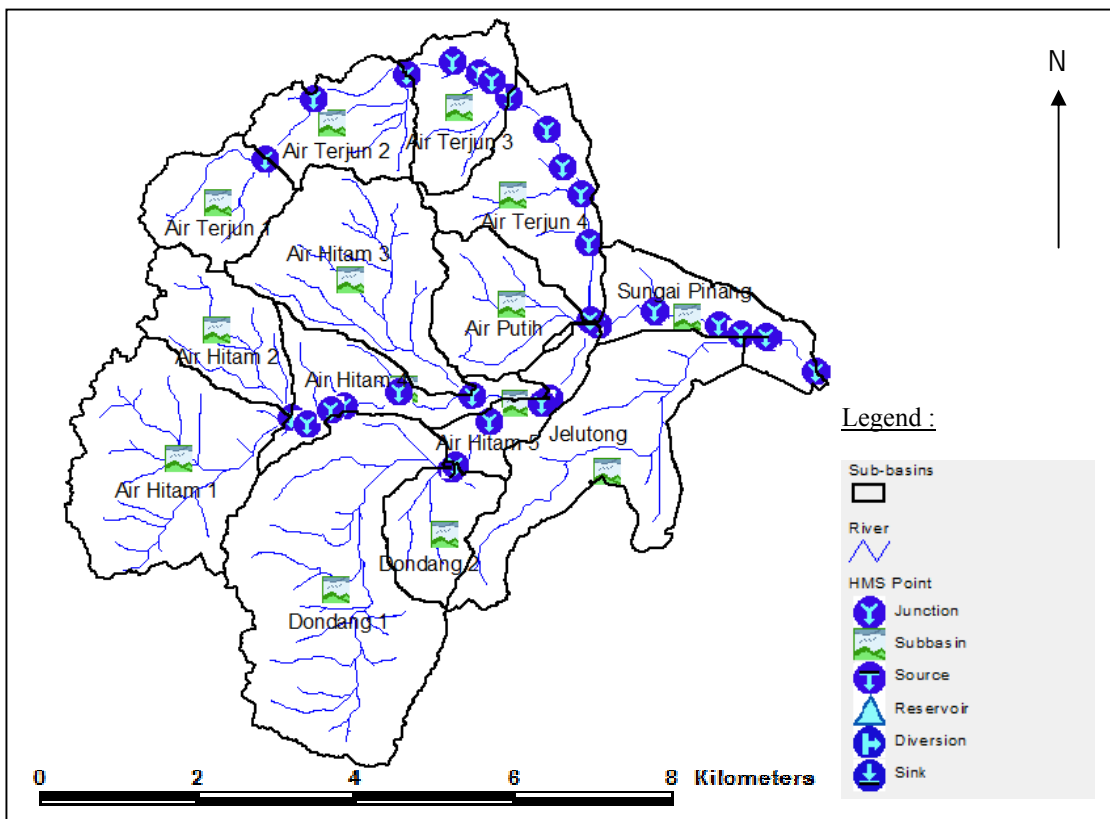 N
Air Terjun 2
Air Terjun 3
Air Terjun 1
Air Terjun 4
Air Hitam 3
Sungai Pinang
Air Putih
Air Hitam 2
Air Hitam 4
Air Hitam 5
Jelutong
Air Hitam 1
Dondang 2
Dondang 1
Legend :
Sub-basins
River
HMS Point
Junction
Subbasin
Source
Reservoir
Diversion
Sink
0 2 4 6 8 Kilometers